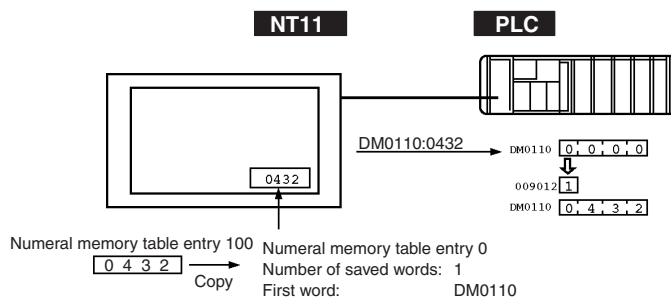 NT11
PLC
DM0110:0432
DM0110 0 0 0 0
0432
009012 1
DM0110 0 4 3 2
Numeral memory table entry 100
0 4 3 2
Copy
Numeral memory table entry 0
Number of saved words: 1
First word: DM0110